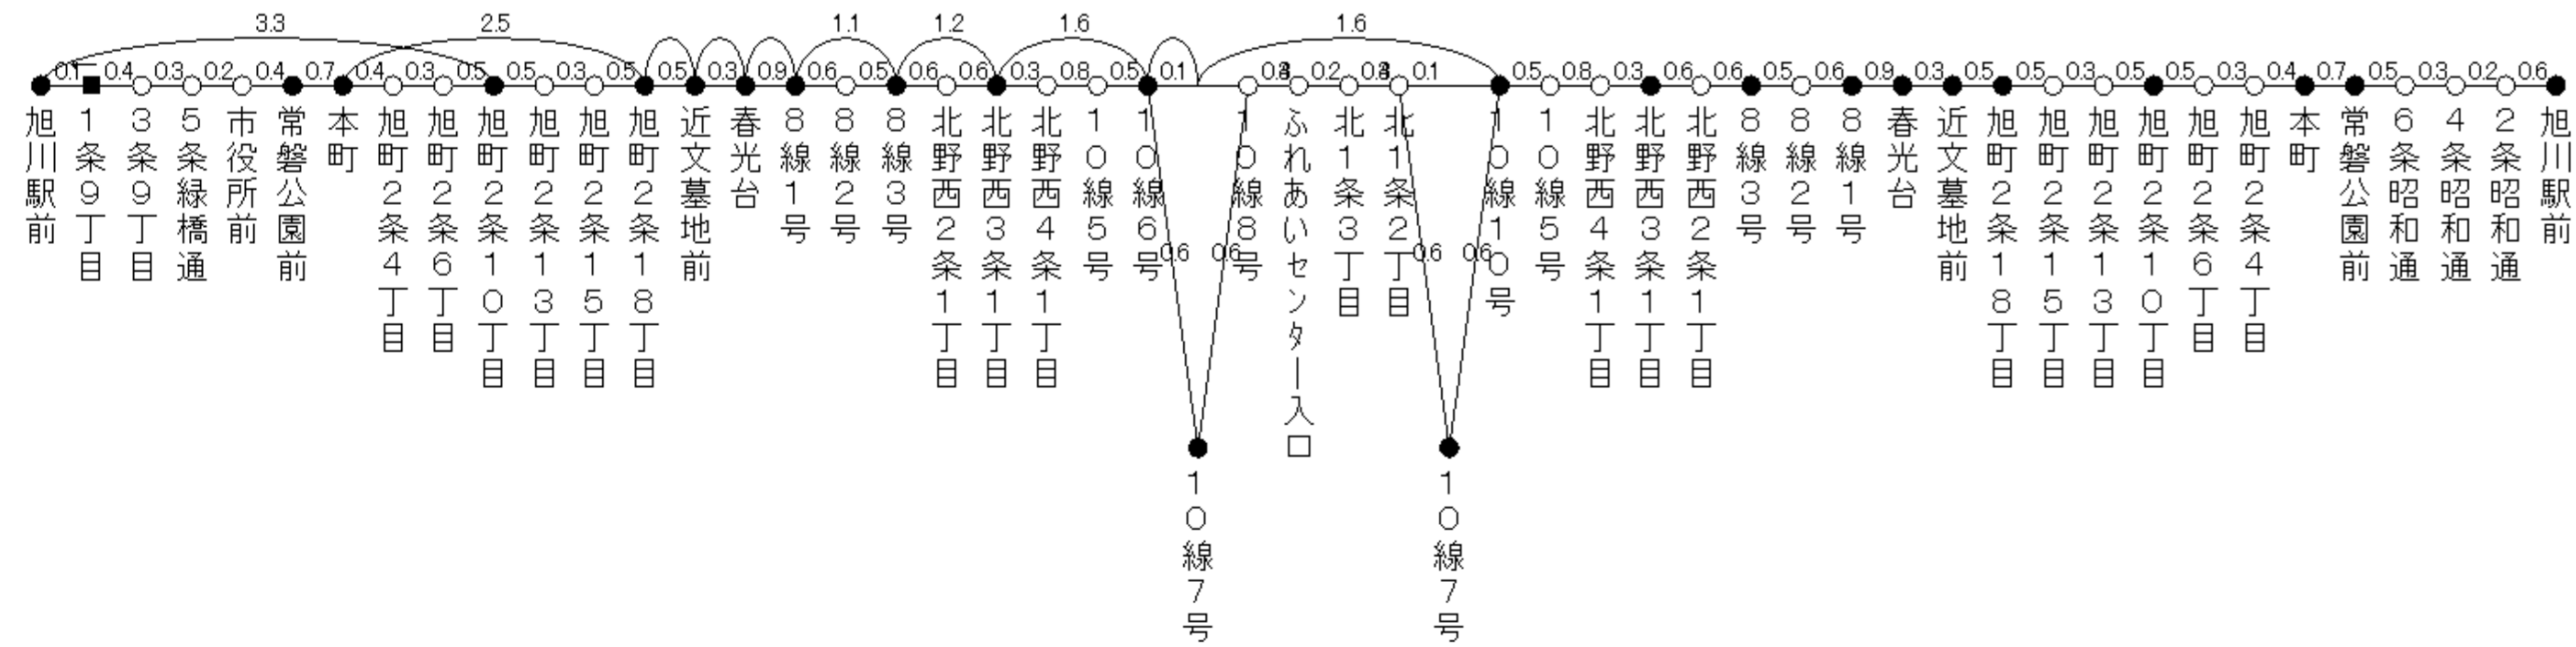 3.3
2.5
1.1
1.2
1.6
1.6
0.1 0.4 0.3 0.2 0.4 0.7 0.4 0.3 0.5 0.5 0.3 0.5 0.5 0.3 0.9 0.6 0.5 0.6 0.6 0.3 0.8 0.5 0.1 0.2 0.1 0.5 0.8 0.3 0.6 0.6 0.5 0.6 0.9 0.3 0.5 0.5 0.3 0.5 0.5 0.3 0.4 0.7 0.5 0.3 0.2 0.6
旭川駅前
1条9丁目
3条9丁目
5条緑橋通
市役所前
常磐公園前
本町
旭町2条4丁目
旭町2条6丁目
旭町2条10丁目
旭町2条13丁目
旭町2条15丁目
旭町2条18丁目
近文墓地前
春光台
8線1号
8線2号
8線3号
北野西2条1丁目
北野西3条1丁目
北野西4条1丁目
10線5号
10線6号
0.6
10線7号
0.6
10線8号
ふれあいセンター入口
北1条3丁目
北1条2丁目
0.6
10線7号
0.6
10線10号
10線5号
北野西4条1丁目
北野西3条1丁目
北野西2条1丁目
8線3号
8線2号
8線1号
春光台
近文墓地前
旭町2条18丁目
旭町2条15丁目
旭町2条13丁目
旭町2条10丁目
旭町2条6丁目
旭町2条4丁目
本町
常磐公園前
6条昭和通
4条昭和通
2条昭和通
旭川駅前